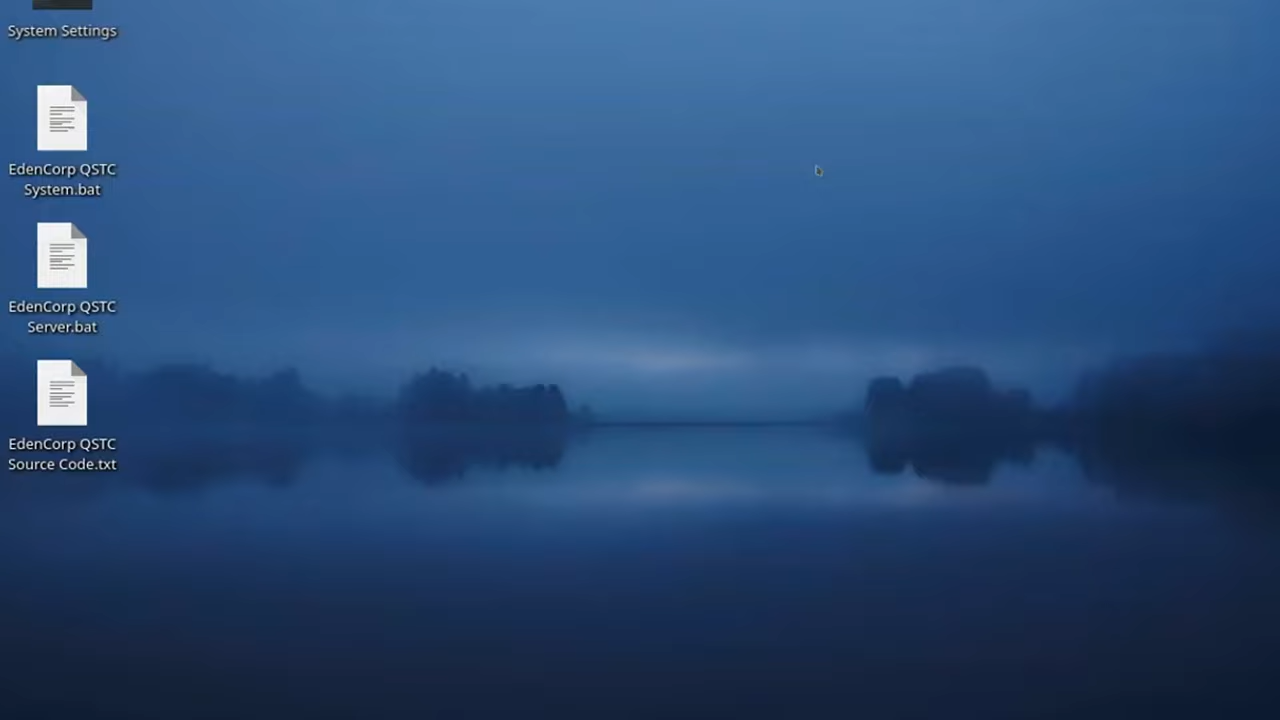 System Settings
EdenCorp QSTC
System.bat
EdenCorp QSTC
Server.bat
EdenCorp QSTC
Source Code.txt